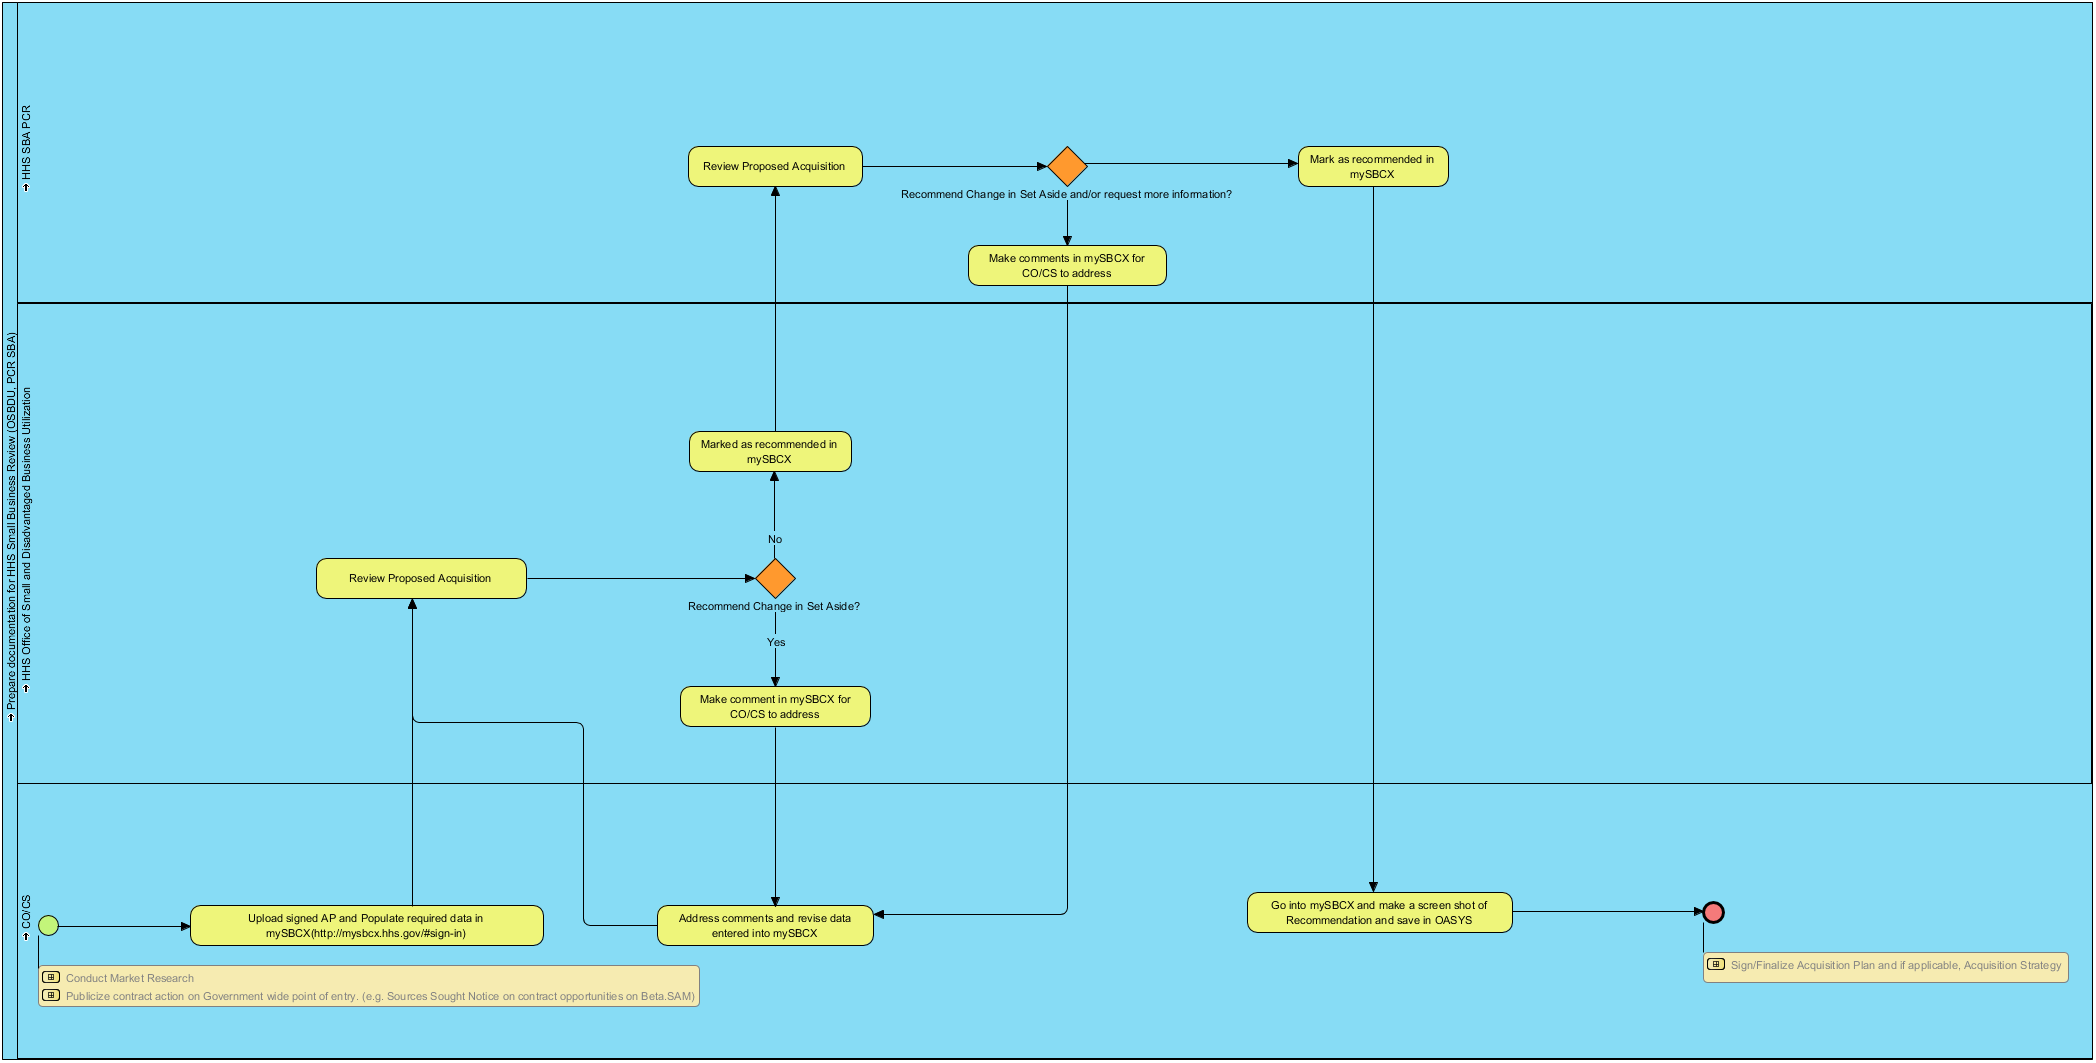 Prepare documentation for HHS Small Business Review (OSBDU, PCR SBA)
HHS SBA PCR
Review Proposed Acquisition
Mark as recommended in
mySBCX
Recommend Change in Set Aside and/or request more information?
Make comments in mySBCX for
CO/CS to address
HHS Office of Small and Disadvantaged Business Utilization
Marked as recommended in
mySBCX
No
Review Proposed Acquisition
Recommend Change in Set Aside?
Yes
Make comment in mySBCX for
CO/CS to address
CO/CS
Upload signed AP and Populate required data in
mySBCX(http://mysbcx.hhs.gov/#sign-in)
Address comments and revise data
entered into mySBCX
Go into mySBCX and make a screen shot of
Recommendation and save in OASYS
Conduct Market Research
Publicize contract action on Government wide point of entry. (e.g. Sources Sought Notice on contract opportunities on Beta.SAM)
Sign/Finalize Acquisition Plan and if applicable, Acquisition Strategy